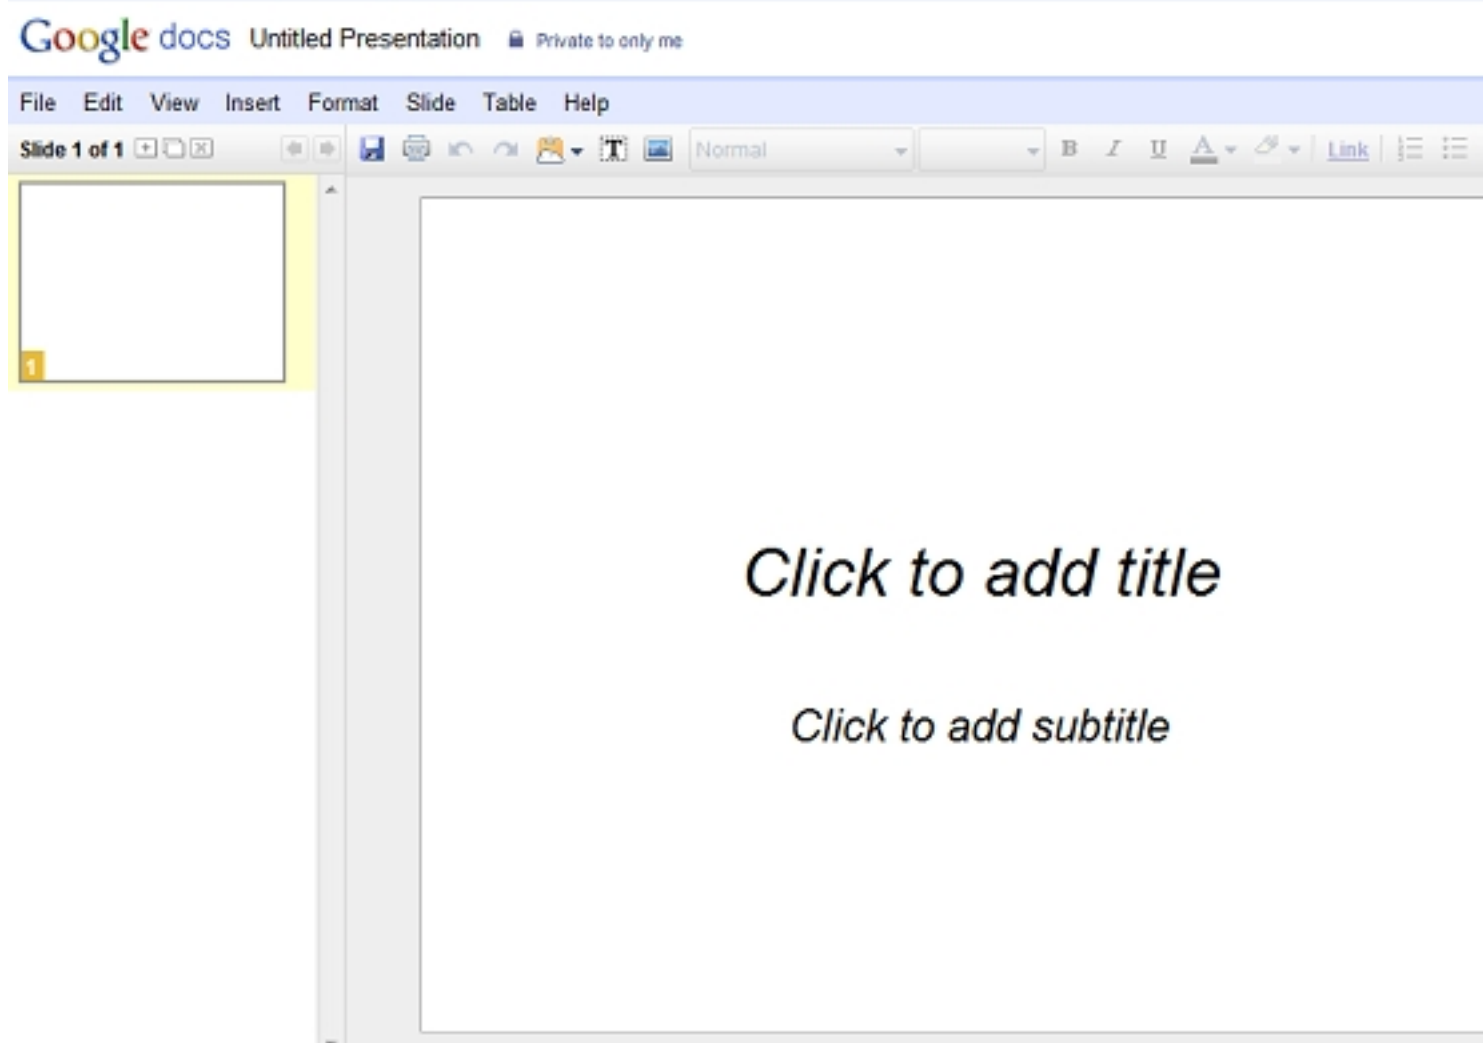 Google docs Untitled Presentation Private to only me
File Edit View Insert Format Slide Table Help
Slide 1 of 1 Normal B I U A Link
1
Click to add title
Click to add subtitle